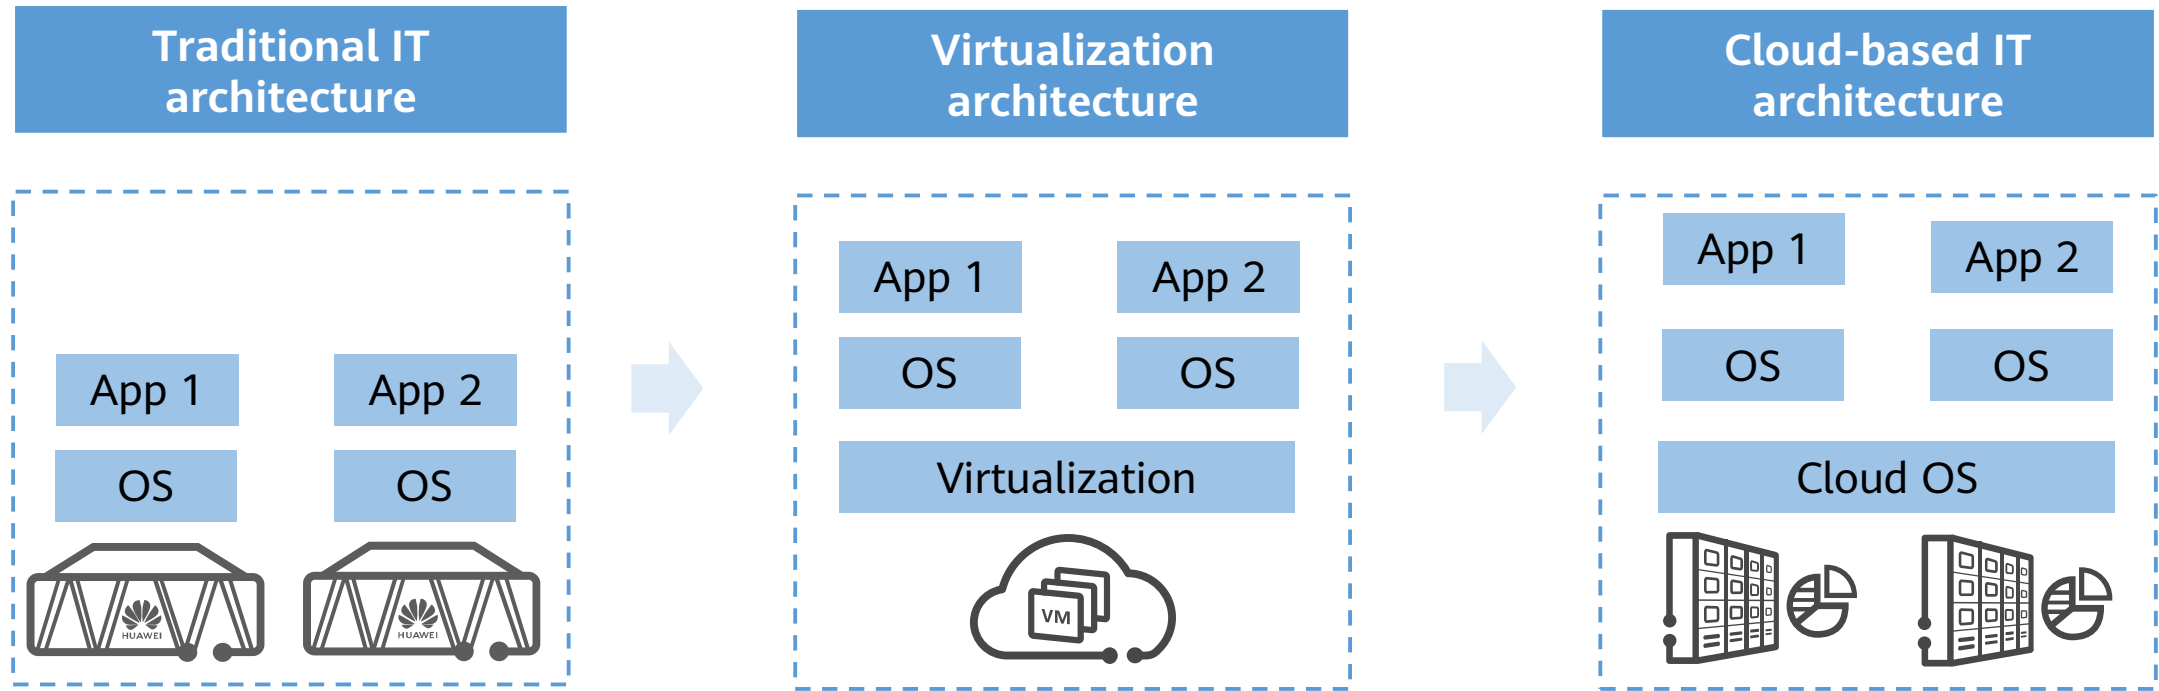 Traditional IT
architecture
App 1
App 2
OS
OS
HUAWEI
HUAWEI
Virtualization
architecture
App 1
App 2
OS
OS
Virtualization
VM
Cloud-based IT
architecture
App 1
App 2
OS
OS
Cloud OS